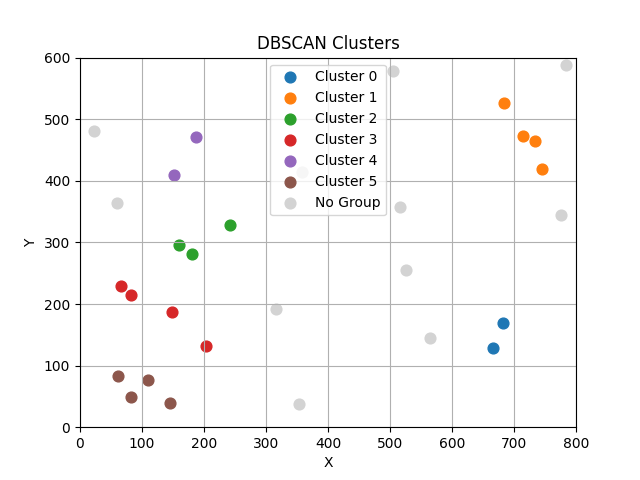 DBSCAN Clusters
600
500
400
300
200
100
0
Y
Cluster 0
Cluster 1
Cluster 2
Cluster 3
Cluster 4
Cluster 5
No Group
0 100 200 300 400 500 600 700 800
X